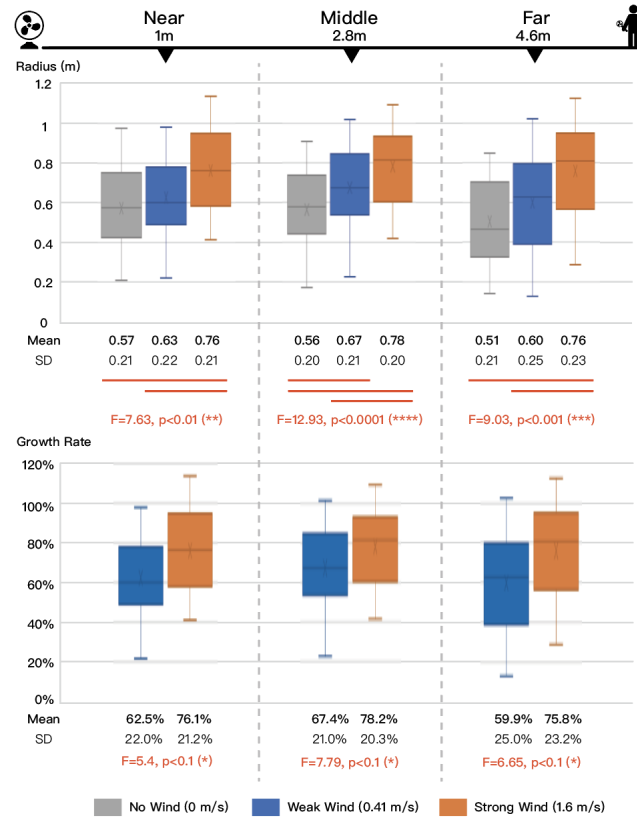 Near Middle Far
1m 2.8m 4.6m
Radius (m)
1.2
1
0.8
0.6
0.4
0.2
0
Mean 0.57 0.63 0.76 0.56 0.67 0.78 0.51 0.60 0.76
SD 0.21 0.22 0.21 0.20 0.21 0.20 0.21 0.25 0.23
F=7.63, p<0.01 (**) F=12.93, p<0.0001 (****) F=9.03, p<0.001 (***)
Growth Rate
120%
100%
80%
60%
40%
20%
0%
Mean 62.5% 76.1% 67.4% 78.2% 59.9% 75.8%
SD 22.0% 21.2% 21.0% 20.3% 25.0% 23.2%
F=5.4, p<0.1 (*) F=7.79, p<0.1 (*) F=6.65, p<0.1 (*)
No Wind (0 m/s) Weak Wind (0.41 m/s) Strong Wind (1.6 m/s)